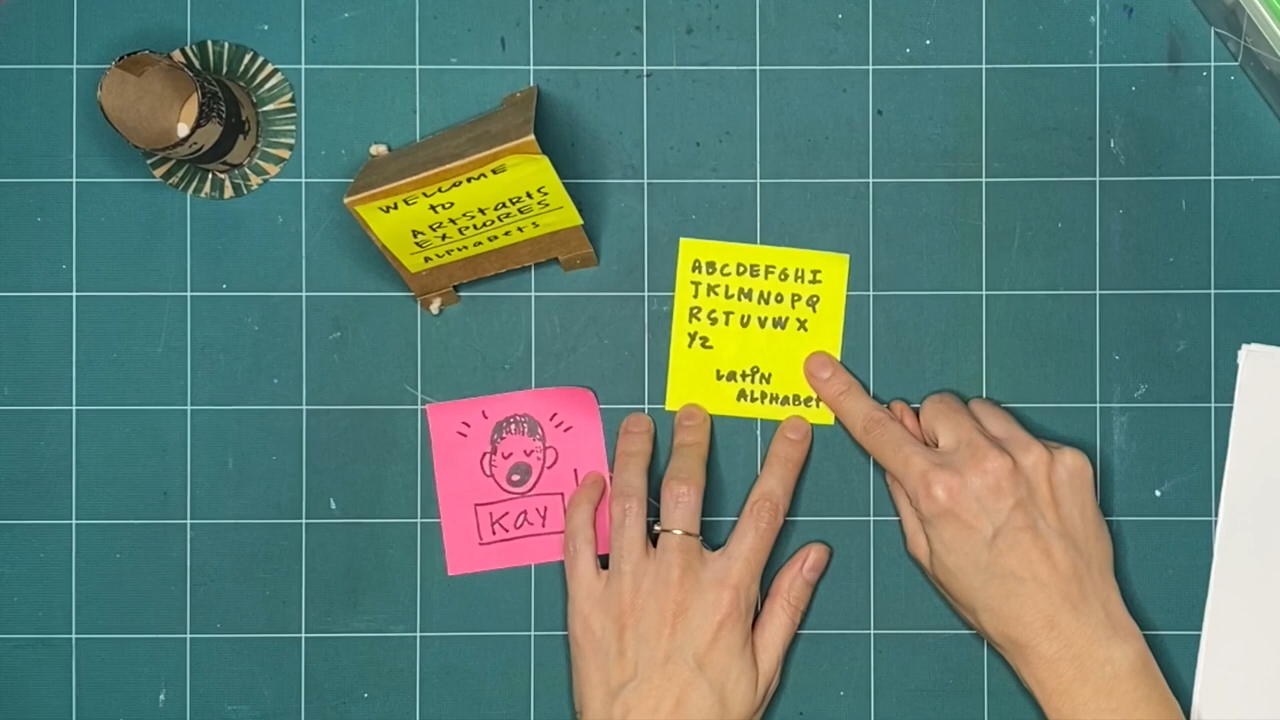 WELCOME
to
ARtStARtS
EXPLORES
ALPHABETS
ABCDEFGHI
JKLMNOPQ
RSTUVWX
YZ
LatiN
ALPHABEt
KAY